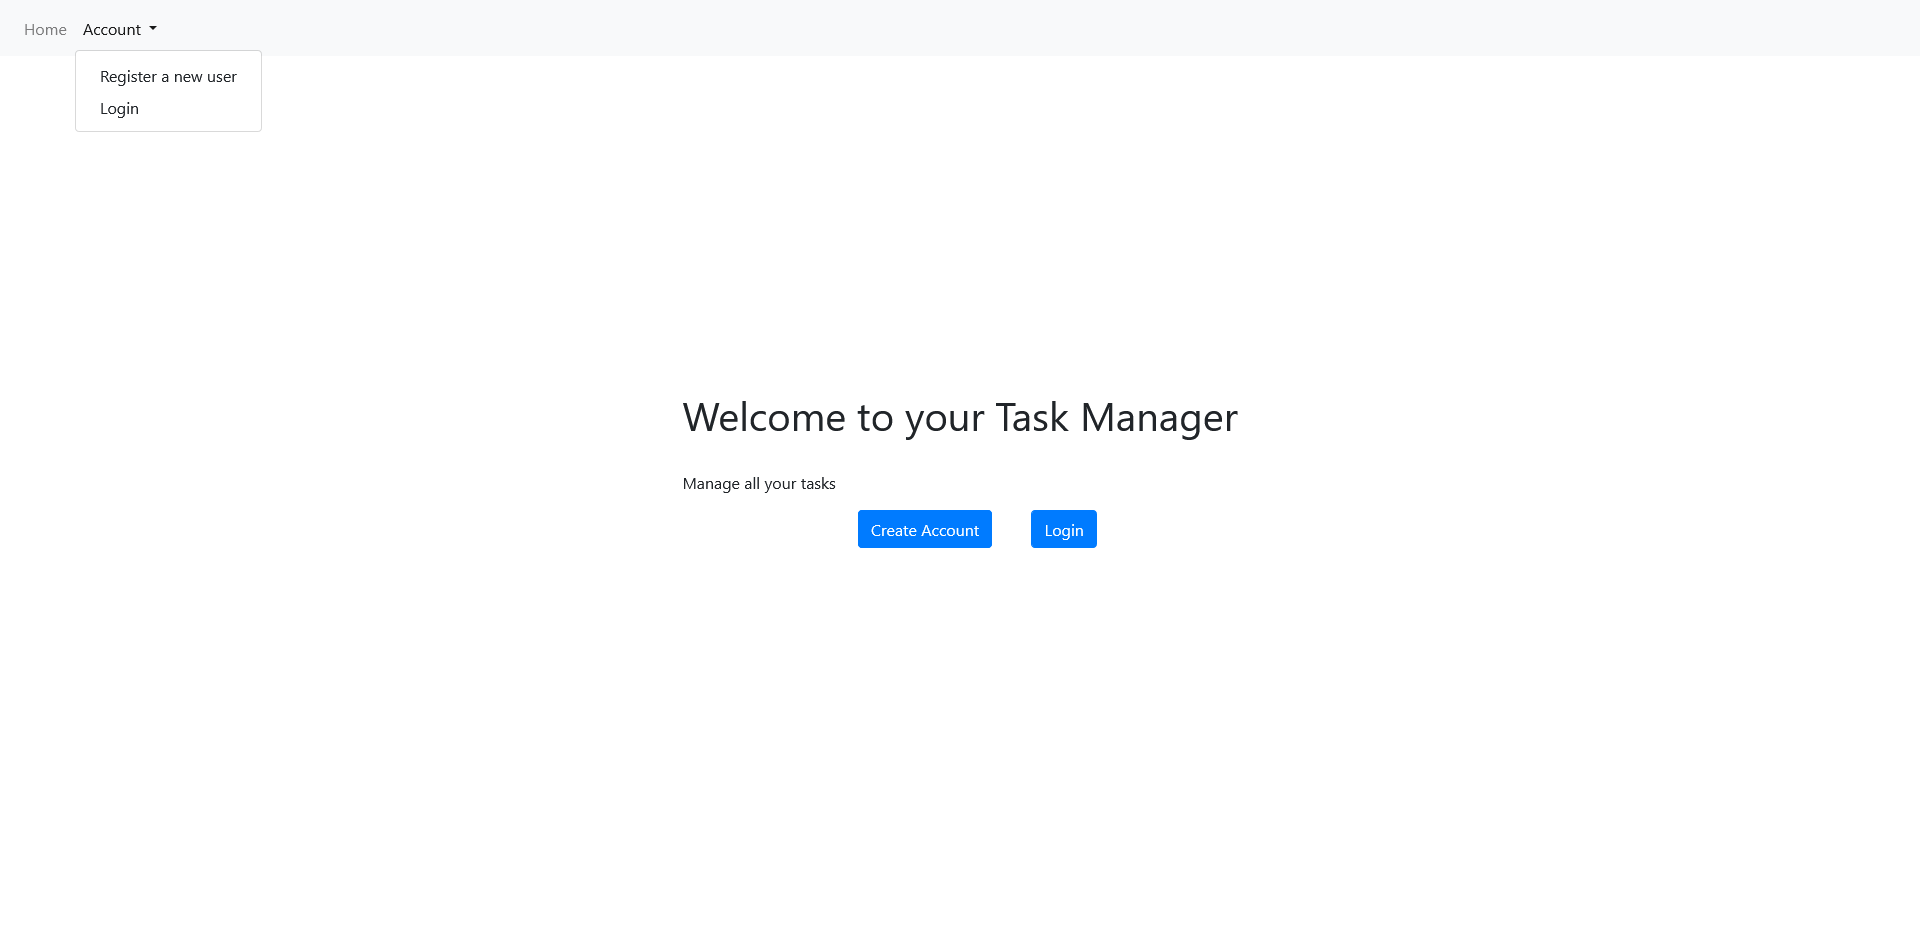 Home Account
Register a new user
Login
Welcome to your Task Manager
Manage all your tasks
Create Account Login